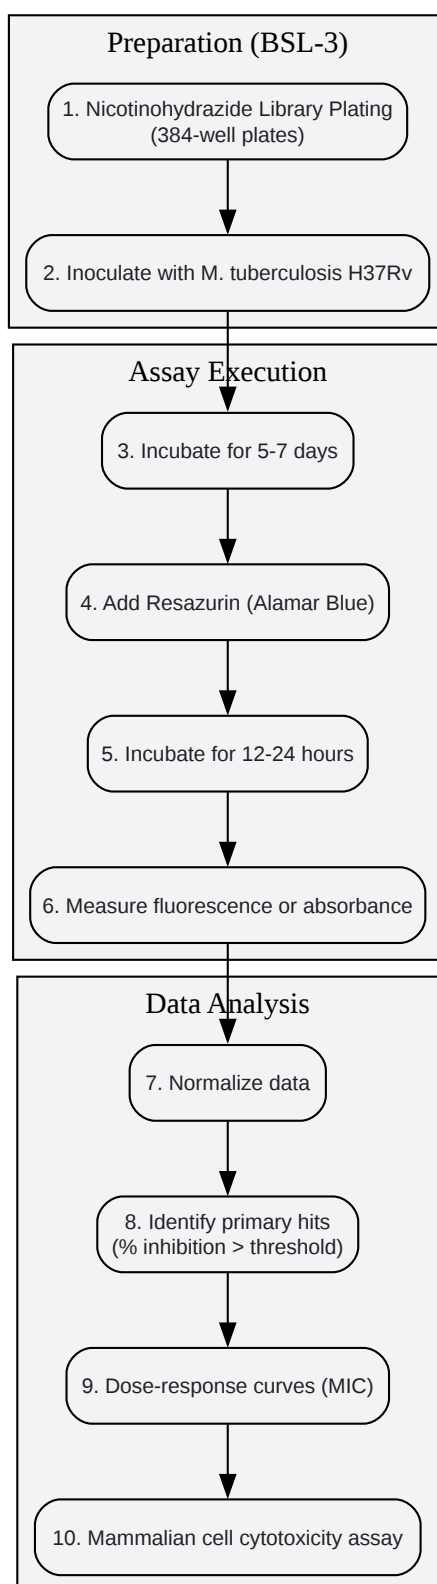 Preparation (BSL-3)
1. Nicotinohydrazide Library Plating
(384-well plates)
2. Inoculate with M. tuberculosis H37Rv
Assay Execution
3. Incubate for 5-7 days
4. Add Resazurin (Alamar Blue)
5. Incubate for 12-24 hours
6. Measure fluorescence or absorbance
Data Analysis
7. Normalize data
8. Identify primary hits
(% inhibition > threshold)
9. Dose-response curves (MIC)
10. Mammalian cell cytotoxicity assay